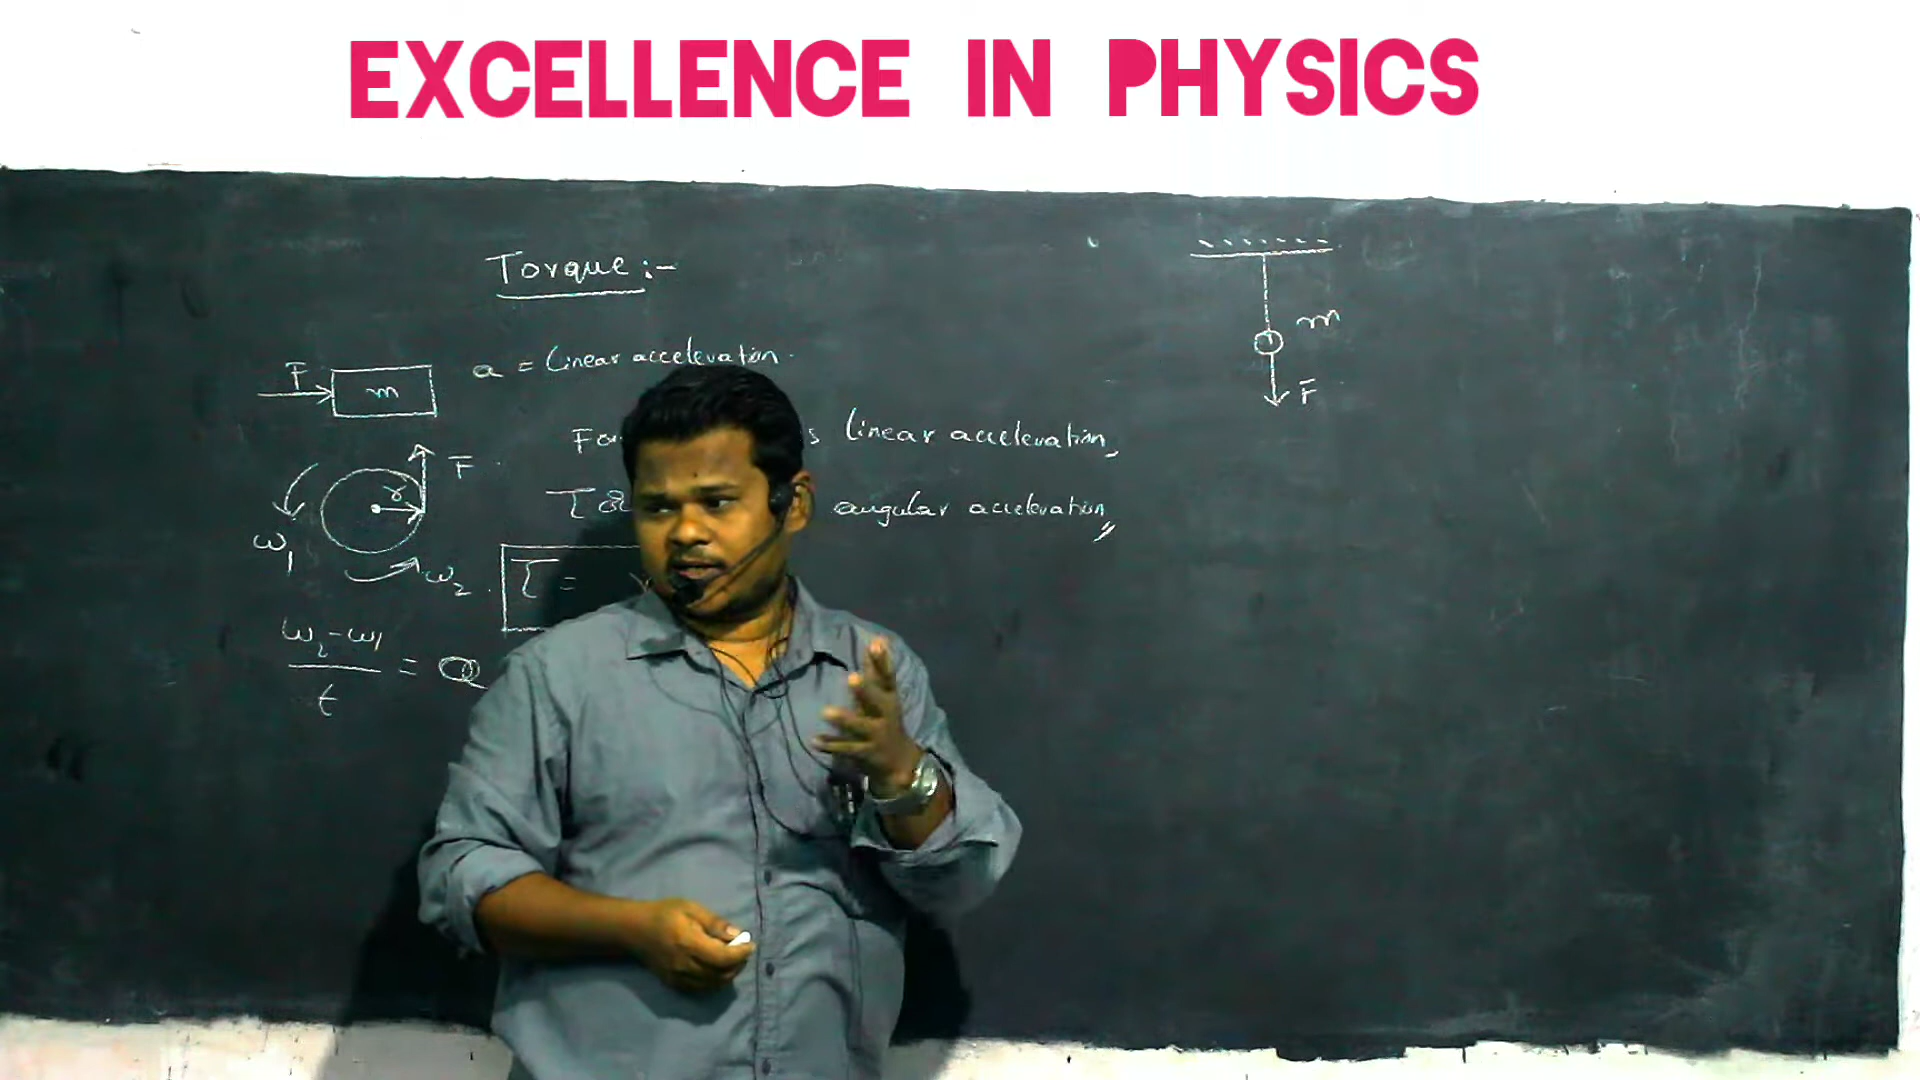 EXCELLENCE IN PHYSICS
Torque :-
m
F
m
a = linear acceleration.
F
s linear acceleration,
F
r
angular acceleration,,
ω1
ω2
τ =
ω2 - ω1
t
=